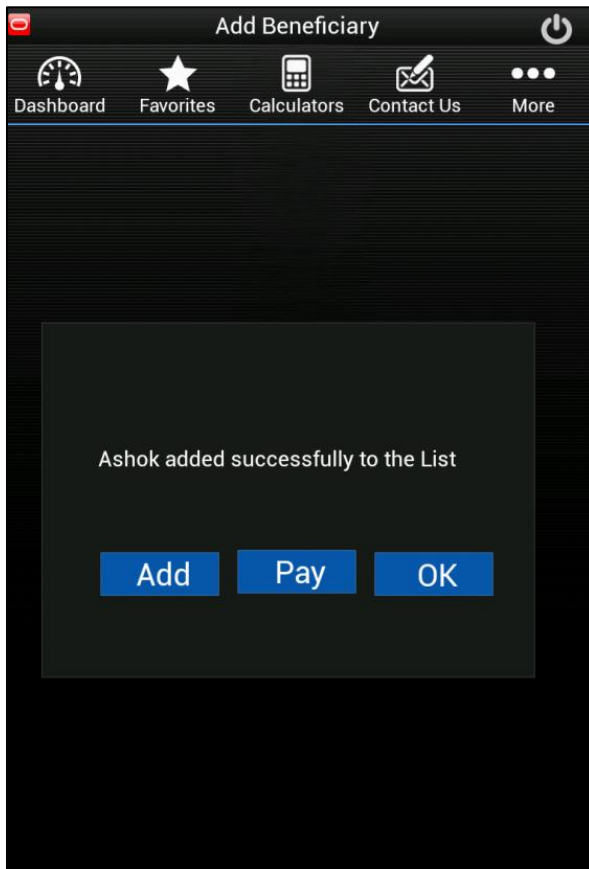 Add Beneficiary
Dashboard Favorites Calculators Contact Us More
Ashok added successfully to the List
Add Pay OK